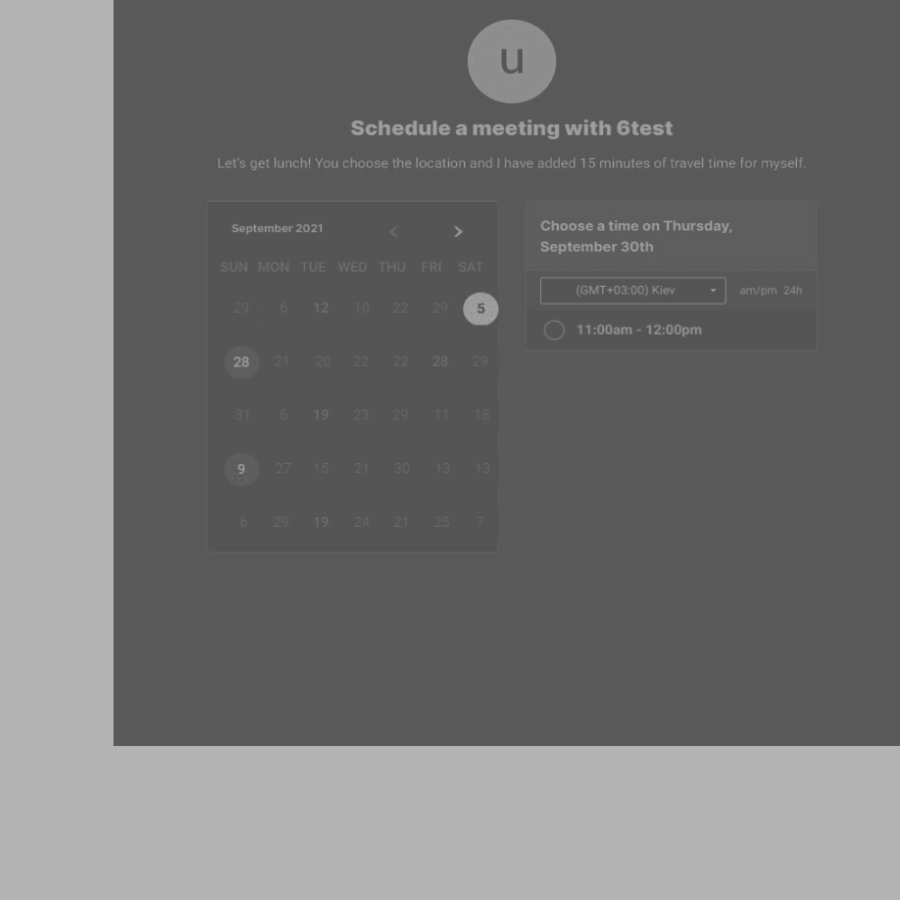 u
Schedule a meeting with 6test
Let's get lunch! You choose the location and I have added 15 minutes of travel time for myself.
September 2021 < >
SUN MON TUE WED THU FRI SAT
29 6 12 10 22 29 5
28 21 20 22 22 28 29
31 6 19 23 29 11 18
9 27 15 21 30 13 13
6 29 19 24 21 25 7
Choose a time on Thursday,
September 30th
(GMT+03:00) Kiev am/pm 24h
11:00am - 12:00pm